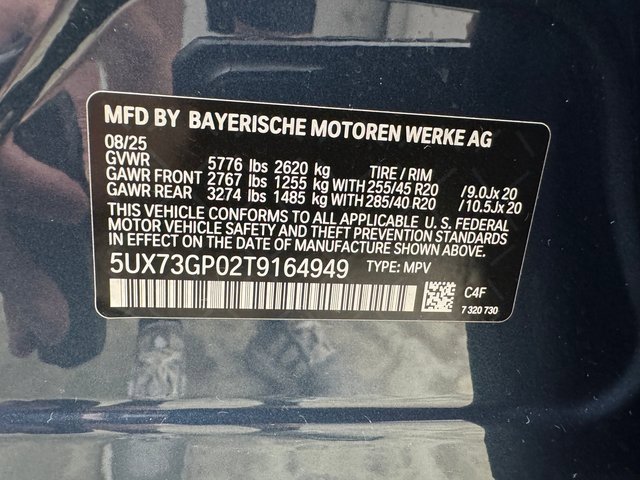 MFD BY BAYERISCHE MOTOREN WERKE AG
08/25
GVWR 5776 lbs 2620 kg TIRE / RIM
GAWR FRONT 2767 lbs 1255 kg WITH 255/45 R20 /9.0Jx20
GAWR REAR 3274 lbs 1485 kg WITH 285/40 R20 /10.5Jx20
THIS VEHICLE CONFORMS TO ALL APPLICABLE U. S. FEDERAL
MOTOR VEHICLE SAFETY AND THEFT PREVENTION STANDARDS
IN EFFECT ON THE DATE OF MANUFACTURE SHOWN ABOVE.
5UX73GP02T9164949 TYPE: MPV
C4F
7 320 730